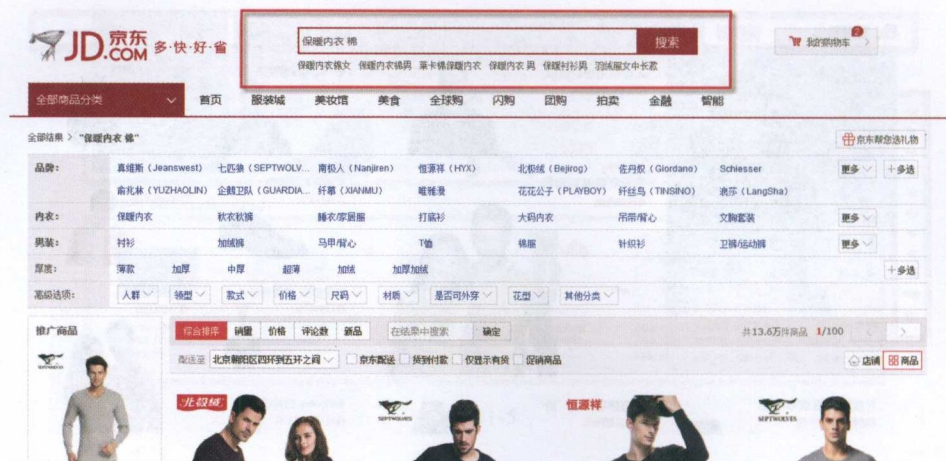 JD.COM 京东 多·快·好·省
保暖内衣 棉 搜索
我的购物车 2 >
保暖内衣棉女 保暖内衣棉男 莱卡棉保暖内衣 保暖内衣 男 保暖衬衫男 羽绒服女中长款
全部商品分类 首页 服装城 美妆馆 美食 全球购 闪购 团购 拍卖 金融 智能
全部结果 > "保暖内衣 棉" 京东帮您选礼物
品牌: 真维斯(Jeanswest) 七匹狼(SEPTWOLV... 南极人(Nanjiren) 恒源祥(HYX) 北极绒(Bejirog) 佐丹奴(Giordano) Schiesser 更多 +多选
俞兆林(YUZHAOLIN) 企鹅卫队(GUARDIA... 纤慕(XIANMU) 雅雅 花花公子(PLAYBOY) 纤丝鸟(TINSINO) 浪莎(LangSha)
内衣: 保暖内衣 秋衣秋裤 睡衣/家居服 打底衫 大码内衣 吊带/背心 文胸套装 更多
男装: 衬衫 加绒裤 马甲/背心 T恤 棉服 针织衫 卫裤/运动裤 更多
厚度: 薄款 加厚 中厚 超薄 加绒 加厚加绒 +多选
高级选项: 人群 领型 款式 价格 尺码 材质 是否可外穿 花型 其他分类
推广商品 综合排序 销量 价格 评论数 新品 在结果中搜索 确定 共13.6万件商品 1/100 < >
配送至 北京朝阳区四环到五环之间 京东配送 货到付款 仅显示有货 促销商品 店铺 商品
SEPTWOLVES 北极绒 SEPTWOLVES 恒源祥 SEPTWOLVES